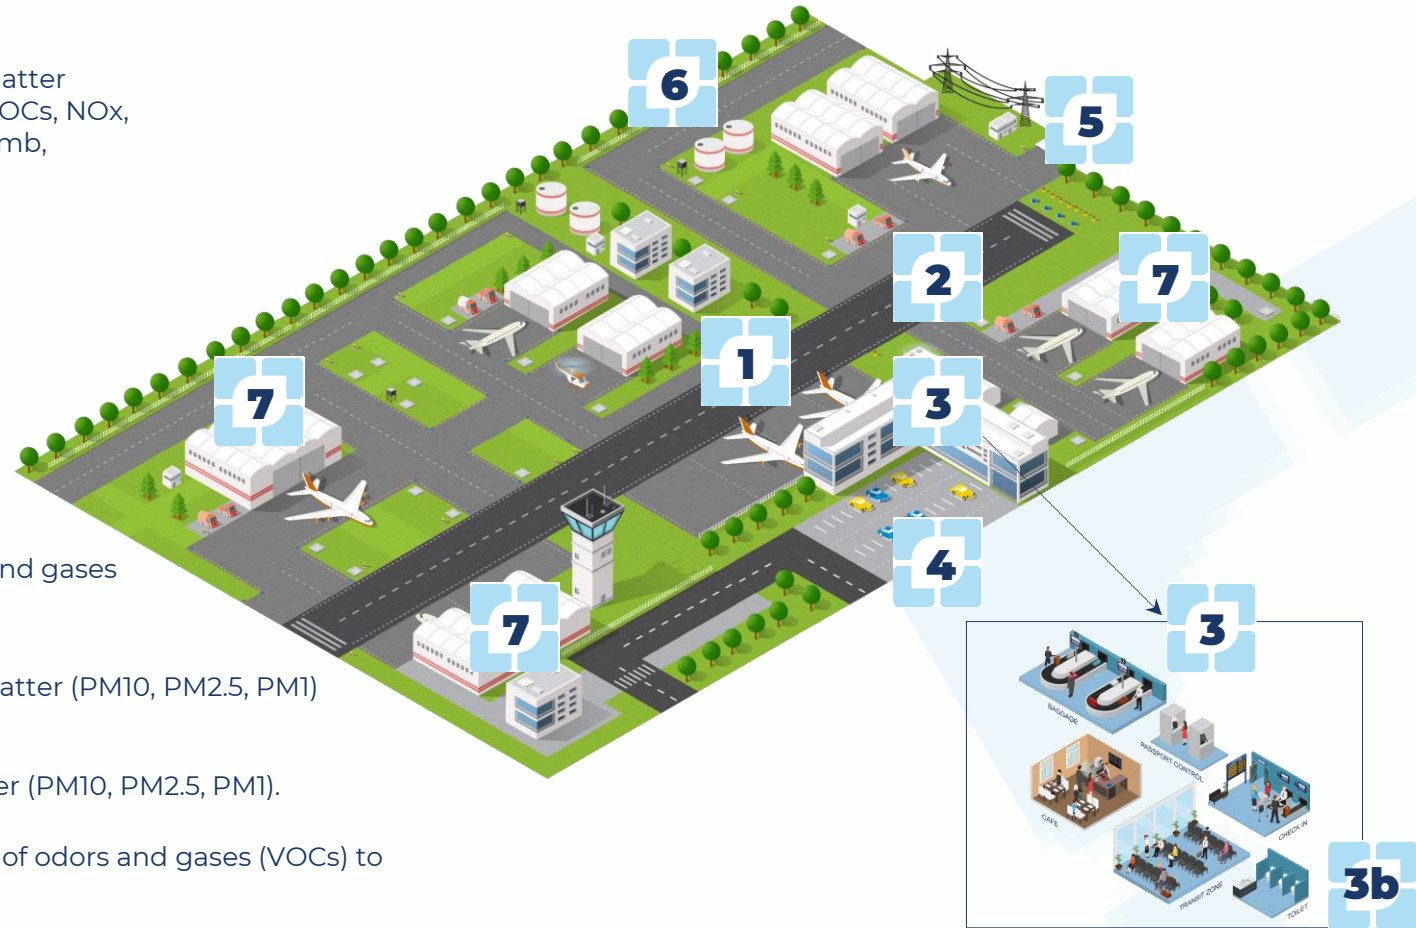 atter
OCs, NOx,
mb,
nd gases
atter (PM10, PM2.5, PM1)
er (PM10, PM2.5, PM1).
of odors and gases (VOCs) to
6
5
2
7
1
7
3
4
7
3
BAGGAGE
PASSPORT CONTROL
CAFE
CHECK IN
TRANSIT ZONE
TOILET
3b